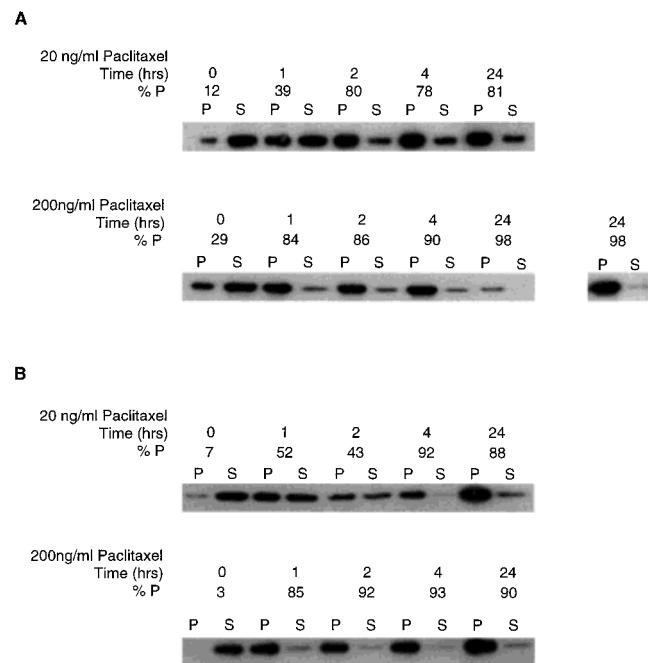 A
20 ng/ml Paclitaxel
Time (hrs) 0 1 2 4 24
% P 12 39 80 78 81
P S P S P S P S P S
200ng/ml Paclitaxel
Time (hrs) 0 1 2 4 24 24
% P 29 84 86 90 98 98
P S P S P S P S P S P S
B
20 ng/ml Paclitaxel
Time (hrs) 0 1 2 4 24
% P 7 52 43 92 88
P S P S P S P S P S
200ng/ml Paclitaxel
Time (hrs) 0 1 2 4 24
% P 3 85 92 93 90
P S P S P S P S P S